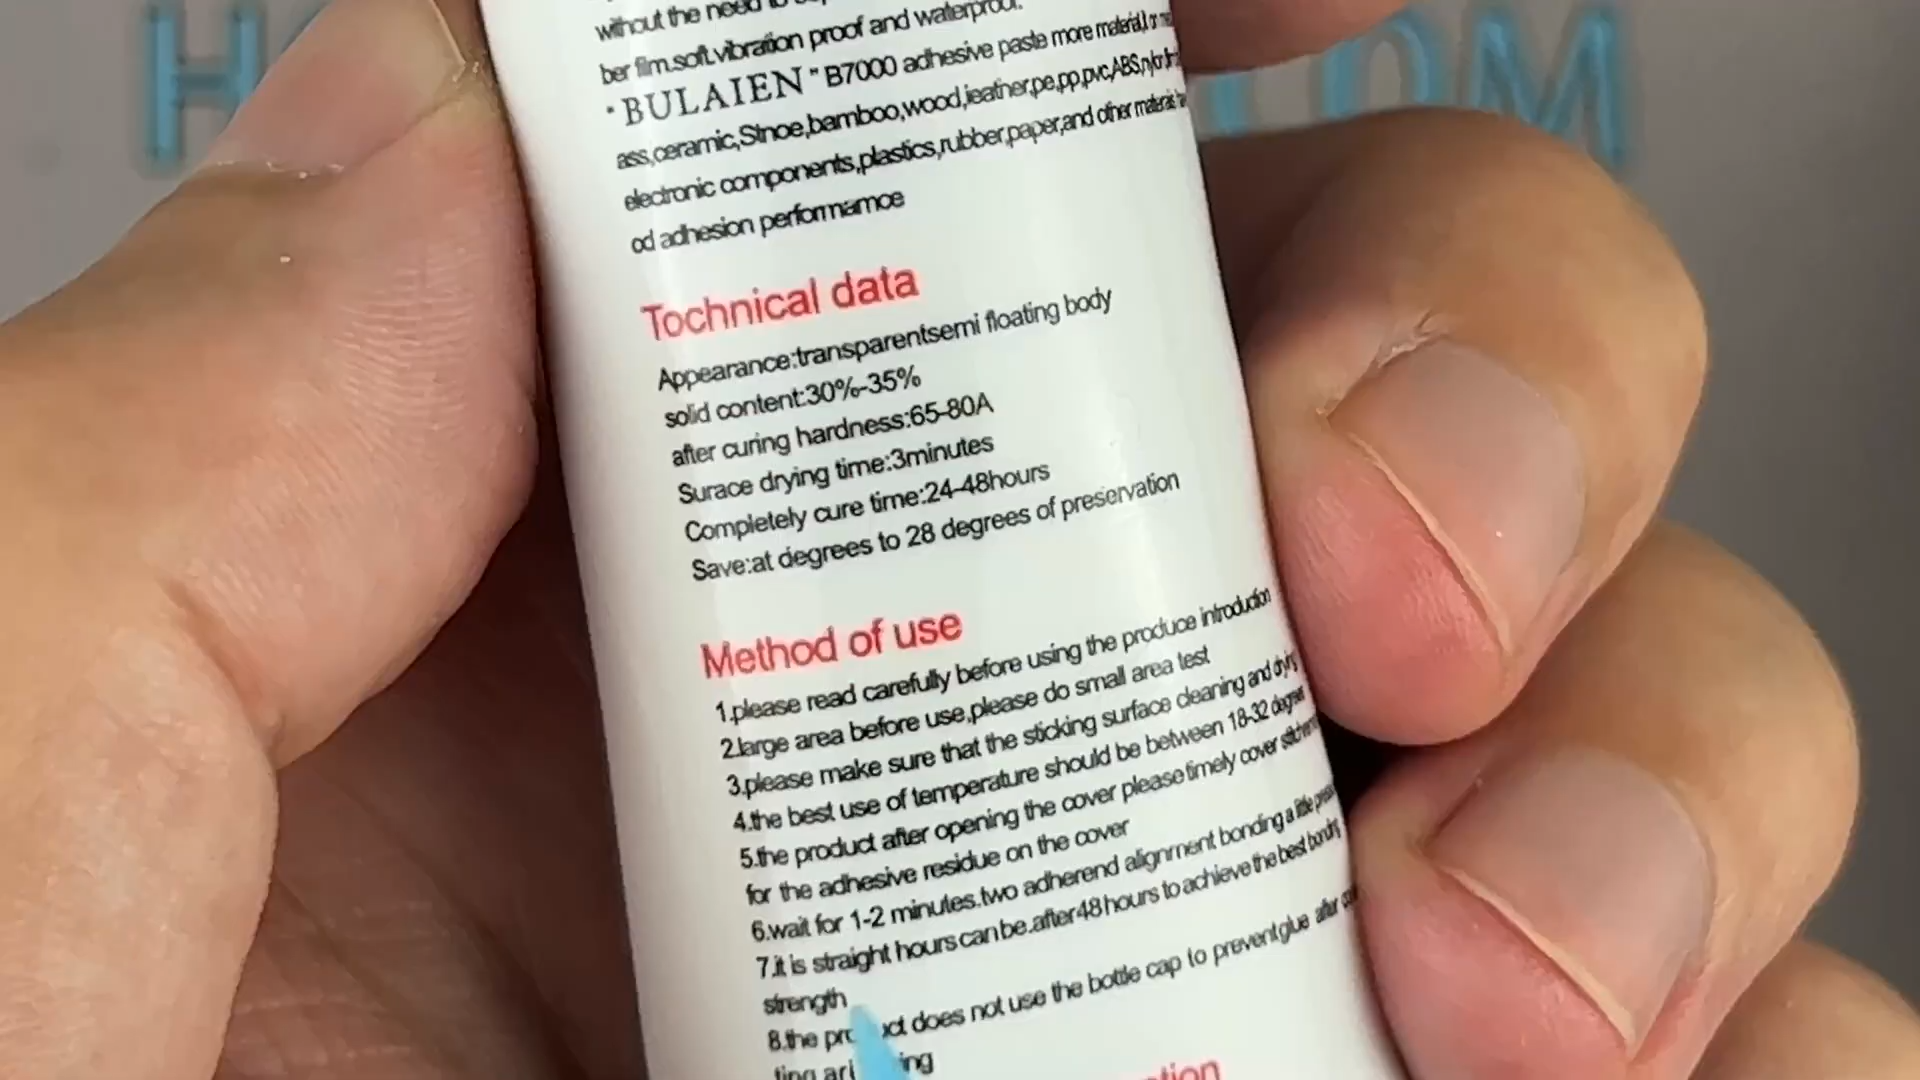 without the need to
ber film.soft.vibration proof and waterproof.
"BULAIEN" B7000 adhesive paste more material
ass,ceramic,Stnoe,bamboo,wood,leather,pe,pp,pvc,ABS,nylon
electronic components,plastics,rubber,paper,and other materials
od adhesion performamce
Tochnical data
Appearance:transparentsemi floating body
solid content:30%-35%
after curing hardness:65-80A
Surace drying time:3minutes
Completely cure time:24-48hours
Save:at degrees to 28 degrees of preservation
Method of use
1.please read carefully before using the produce introduction
2.large area before use,please do small area test
3.please make sure that the sticking surface cleaning and drying
4.the best use of temperature should be between 18-32 degrees
5.the product after opening the cover please timely cover
for the adhesive residue on the cover
6.wait for 1-2 minutes.two adherend alignment bonding a little
7.it is straight hours can be.after48hours to achieve the best bonding
strength
8.the does not use the bottle cap to prevent glue after